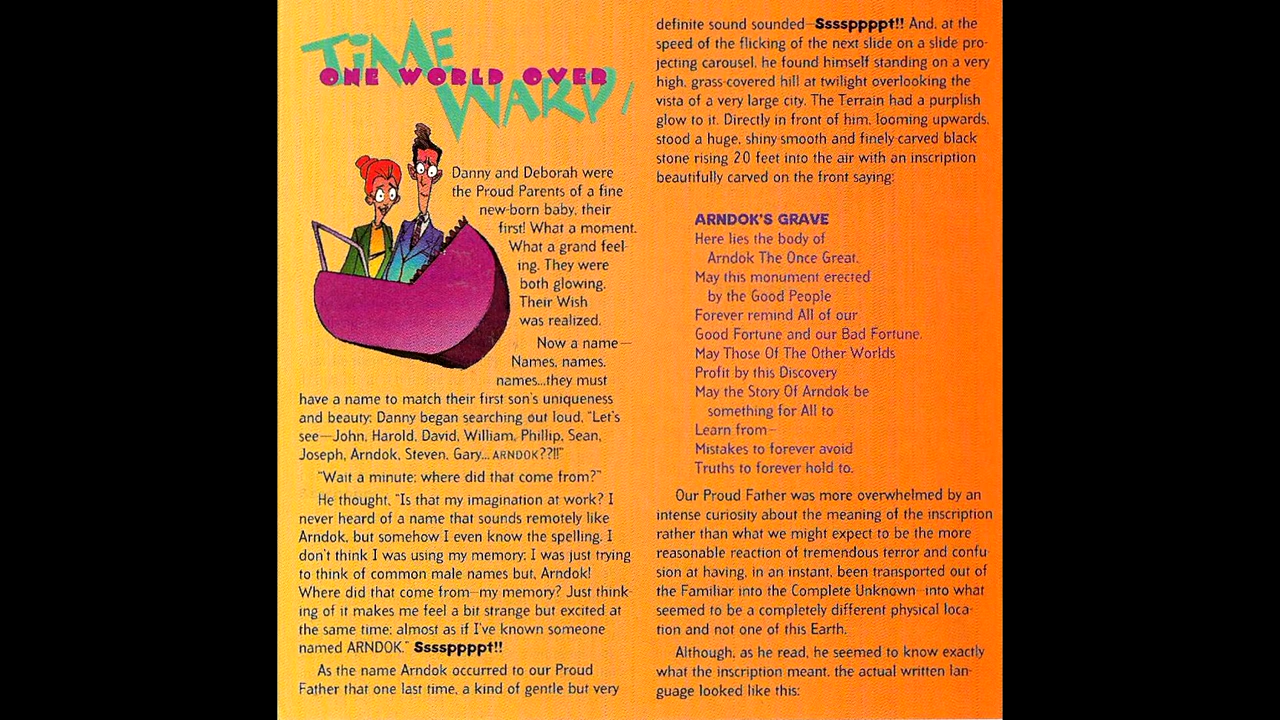 TIME WARP!
ONE WORLD OVER
Danny and Deborah were
the Proud Parents of a fine
new-born baby, their
first! What a moment.
What a grand feel-
ing. They were
both glowing.
Their Wish
was realized.
Now a name—
Names, names,
names...they must
have a name to match their first son's uniqueness
and beauty; Danny began searching out loud, "Let's
see—John, Harold, David, William, Phillip, Sean,
Joseph, Arndok, Steven, Gary... ARNDOK??!!"
"Wait a minute; where did that come from?"
He thought, "Is that my imagination at work? I
never heard of a name that sounds remotely like
Arndok, but somehow I even know the spelling. I
don't think I was using my memory; I was just trying
to think of common male names but, Arndok!
Where did that come from—my memory? Just think-
ing of it makes me feel a bit strange but excited at
the same time; almost as if I've known someone
named ARNDOK." Ssssppppt!!
As the name Arndok occurred to our Proud
Father that one last time, a kind of gentle but very
definite sound sounded—Ssssppppt!! And, at the
speed of the flicking of the next slide on a slide pro-
jecting carousel, he found himself standing on a very
high, grass-covered hill at twilight overlooking the
vista of a very large city. The Terrain had a purplish
glow to it. Directly in front of him, looming upwards,
stood a huge, shiny-smooth and finely-carved black
stone rising 20 feet into the air with an inscription
beautifully carved on the front saying:
ARNDOK'S GRAVE
Here lies the body of
Arndok The Once Great.
May this monument erected
by the Good People
Forever remind All of our
Good Fortune and our Bad Fortune.
May Those Of The Other Worlds
Profit by this Discovery
May the Story Of Arndok be
something for All to
Learn from—
Mistakes to forever avoid
Truths to forever hold to.
Our Proud Father was more overwhelmed by an
intense curiosity about the meaning of the inscription
rather than what we might expect to be the more
reasonable reaction of tremendous terror and confu-
sion at having, in an instant, been transported out of
the Familiar into the Complete Unknown—into what
seemed to be a completely different physical loca-
tion and not one of this Earth.
Although, as he read, he seemed to know exactly
what the inscription meant, the actual written lan-
guage looked like this: